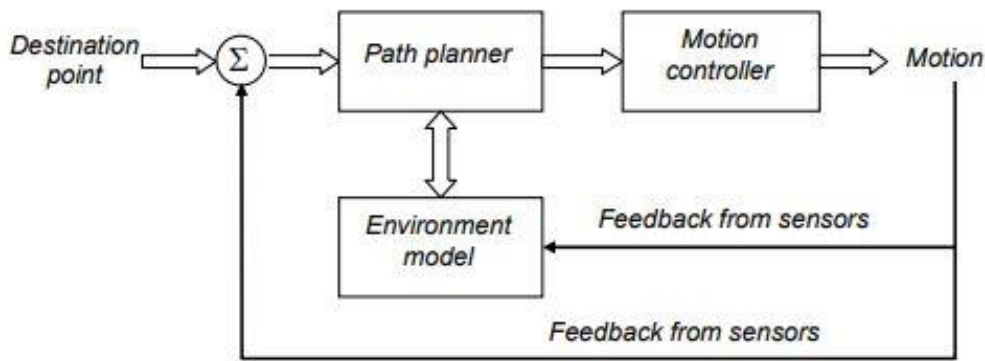 Destination
point
Σ
Path planner
Motion
controller
Motion
Environment
model
Feedback from sensors
Feedback from sensors